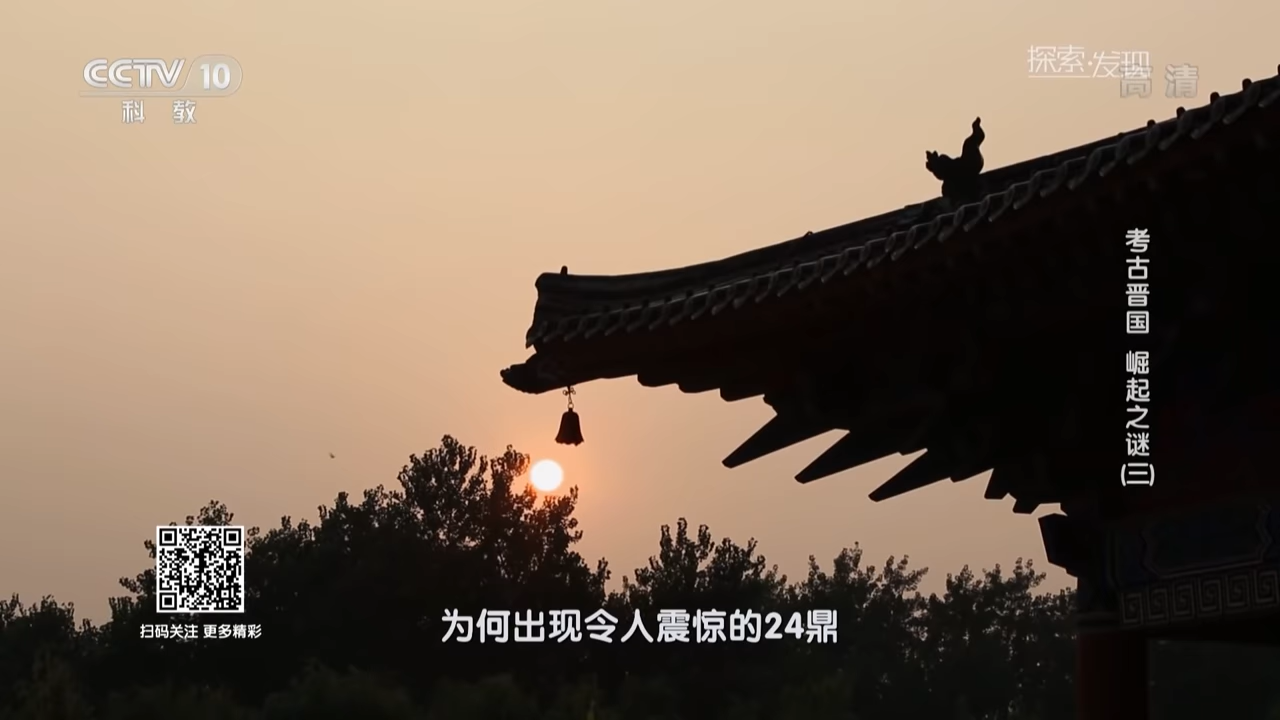 CCTV 10
科教
探索·发现
高清
考古晋国 崛起之谜(三)
扫码关注 更多精彩
为何出现令人震惊的24鼎